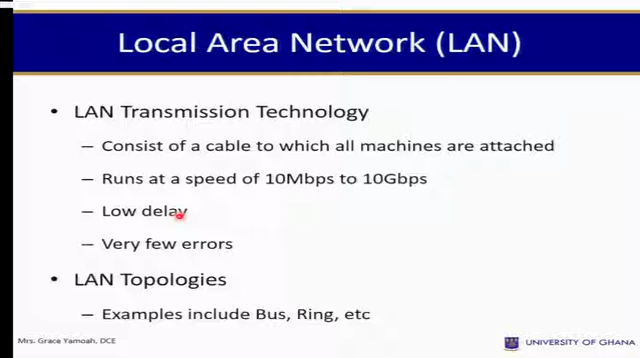 Local Area Network (LAN)
• LAN Transmission Technology
– Consist of a cable to which all machines are attached
– Runs at a speed of 10Mbps to 10Gbps
– Low delay
– Very few errors
• LAN Topologies
– Examples include Bus, Ring, etc
Mrs. Grace Yamoah, DCE
UNIVERSITY OF GHANA